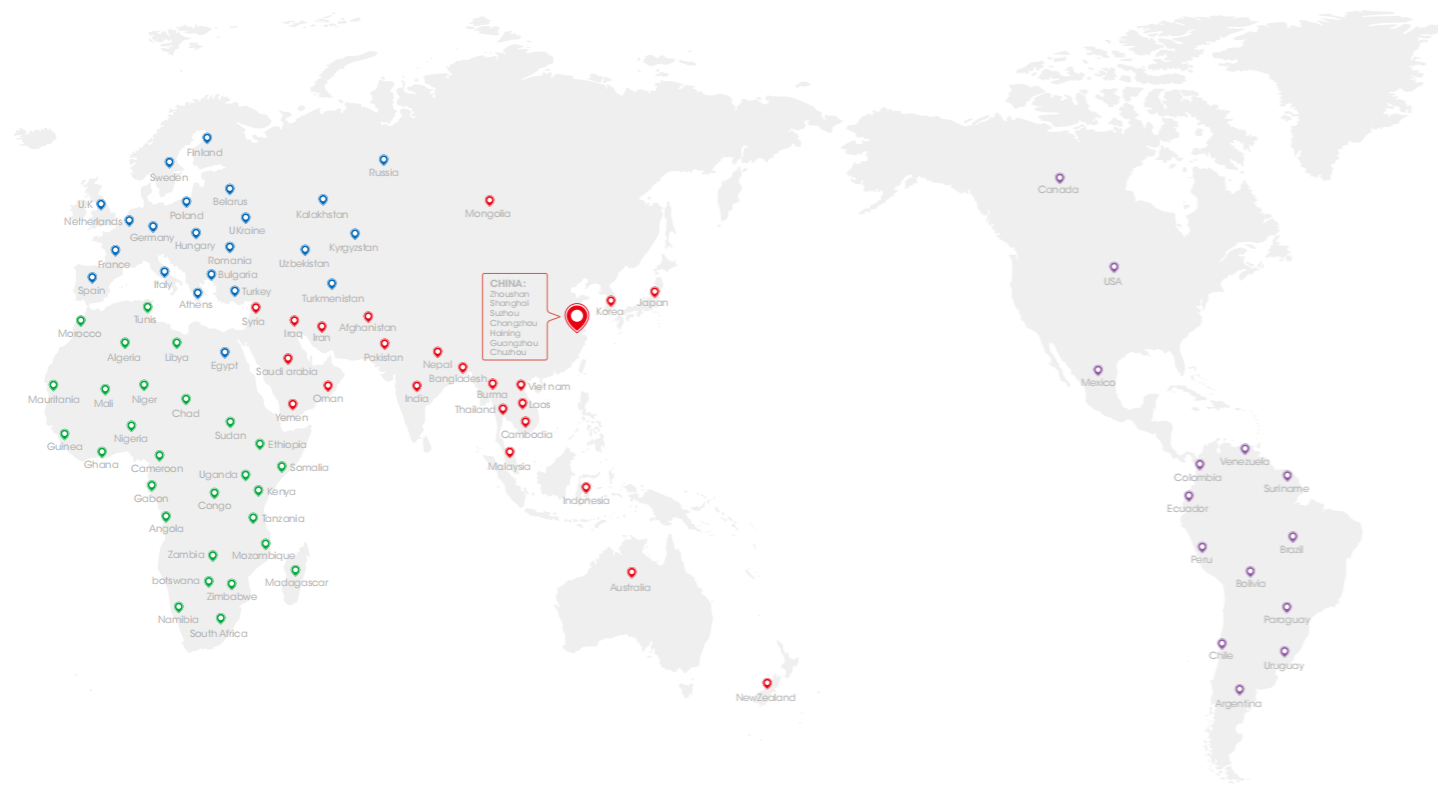 Finland
Sweden
Russia
U.K
Belarus
Poland
Netherlands
Germany
UKraine
Hungary
Kalakhstan
Mongolia
Canada
France
Romania
Uzbekistan
Kyrgyzstan
Spain
Italy
Bulgaria
Athens
Turkey
Turkmenistan
USA
CHINA:
Zhoushan
Shanghai
Suzhou
Changzhou
Haining
Guangzhou
Chuzhou
Korea
Japan
Morocco
Tunis
Syria
Iraq
Iran
Afghanistan
Algeria
Libya
Egypt
Saudi arabia
Pakistan
Nepal
Bangladesh
Mexico
Mauritania
Mali
Niger
Chad
Yemen
Oman
India
Burma
Viet nam
Thailand
Laos
Cambodia
Guinea
Nigeria
Sudan
Ethiopia
Ghana
Cameroon
Uganda
Somalia
Malaysia
Indonesia
Colombia
Venezuela
Suriname
Ecuador
Gabon
Congo
Kenya
Angola
Tanzania
Zambia
Mozambique
Peru
Brazil
botswana
Zimbabwe
Madagascar
Australia
Bolivia
Namibia
South Africa
Paraguay
Chile
Uruguay
NewZealand
Argentina